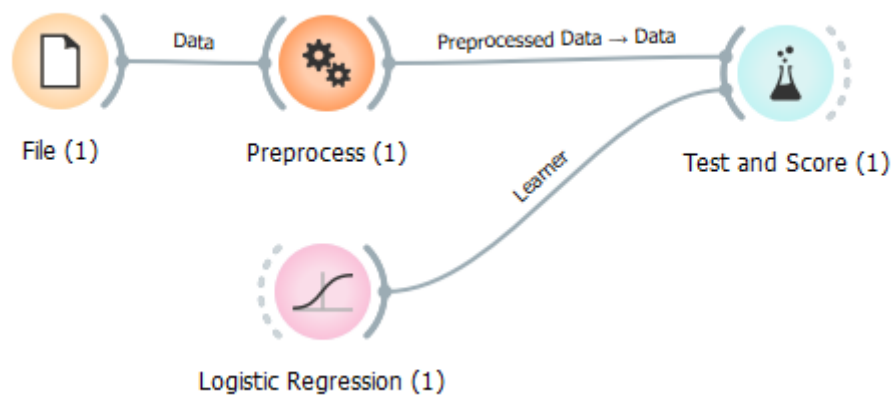 Data
Preprocessed Data → Data
File (1)
Preprocess (1)
Test and Score (1)
Learner
Logistic Regression (1)